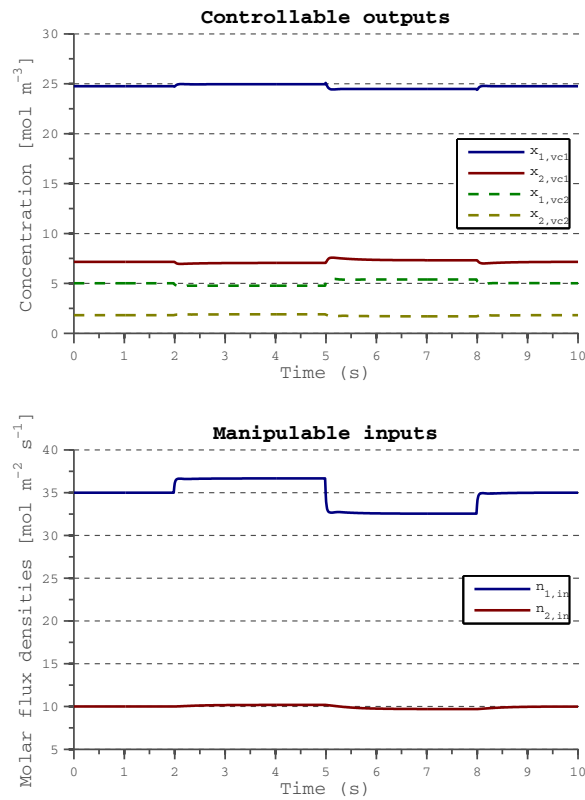 Controllable outputs
Concentration [mol m⁻³]
30
25
20
15
10
5
0
x1,vc1
x2,vc1
x1,vc2
x2,vc2
0 1 2 3 4 5 6 7 8 9 10
Time (s)
Manipulable inputs
Molar flux densities [mol m⁻² s⁻¹]
40
35
30
25
20
15
10
5
n1,in
n2,in
0 1 2 3 4 5 6 7 8 9 10
Time (s)